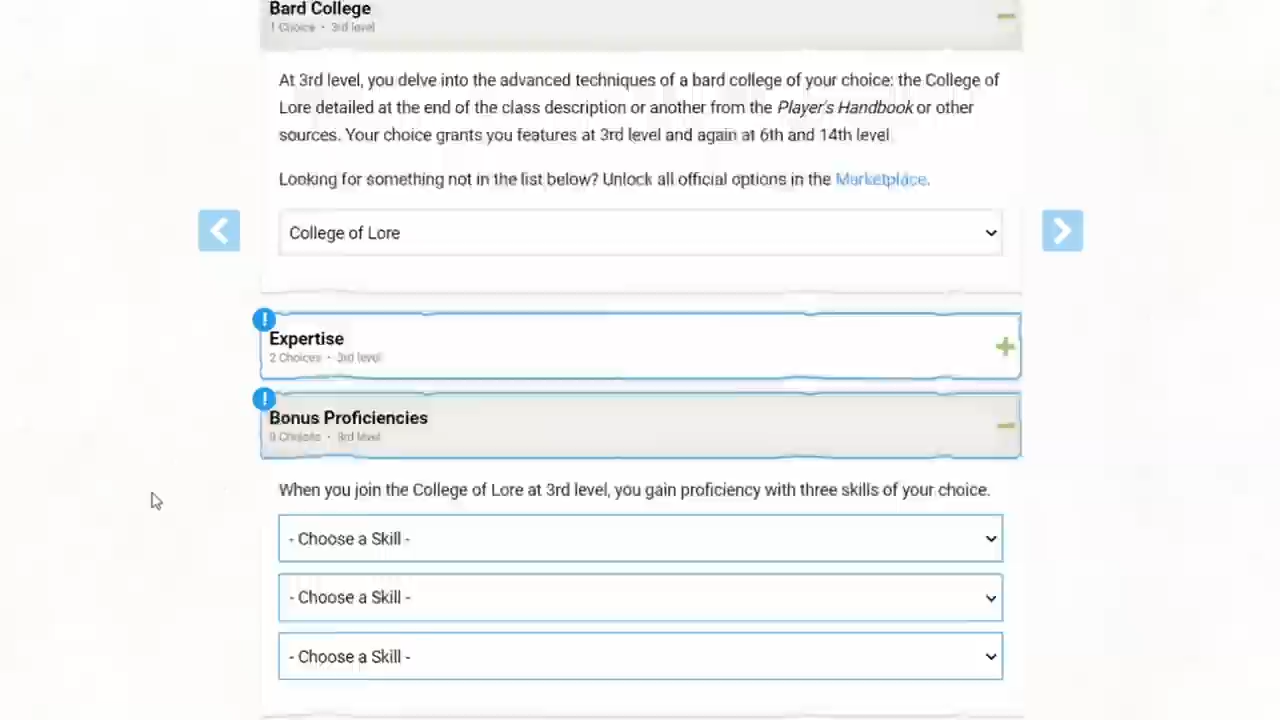 Bard College
1 Choice • 3rd level
At 3rd level, you delve into the advanced techniques of a bard college of your choice: the College of
Lore detailed at the end of the class description or another from the Player's Handbook or other
sources. Your choice grants you features at 3rd level and again at 6th and 14th level
Looking for something not in the list below? Unlock all official options in the Marketplace.
College of Lore
!
Expertise
2 Choices • 3rd level
!
Bonus Proficiencies
Choices • 3rd level
When you join the College of Lore at 3rd level, you gain proficiency with three skills of your choice.
- Choose a Skill -
- Choose a Skill -
- Choose a Skill -